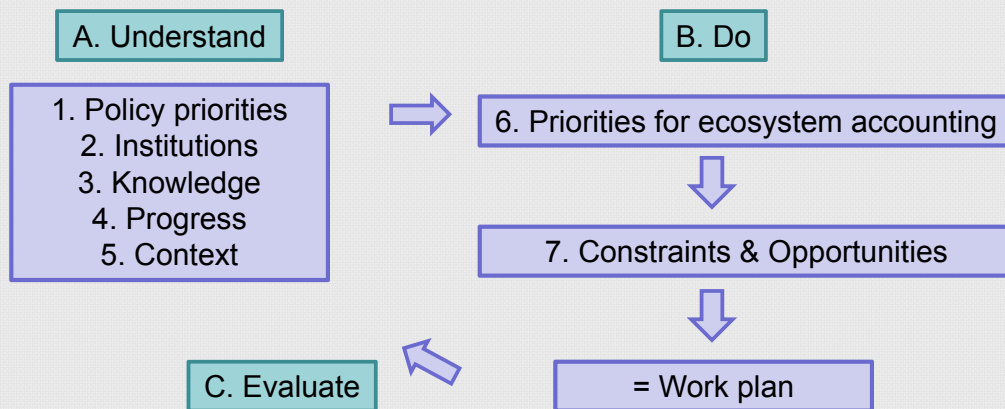 A. Understand
B. Do
1. Policy priorities
2. Institutions
3. Knowledge
4. Progress
5. Context
6. Priorities for ecosystem accounting
7. Constraints & Opportunities
= Work plan
C. Evaluate